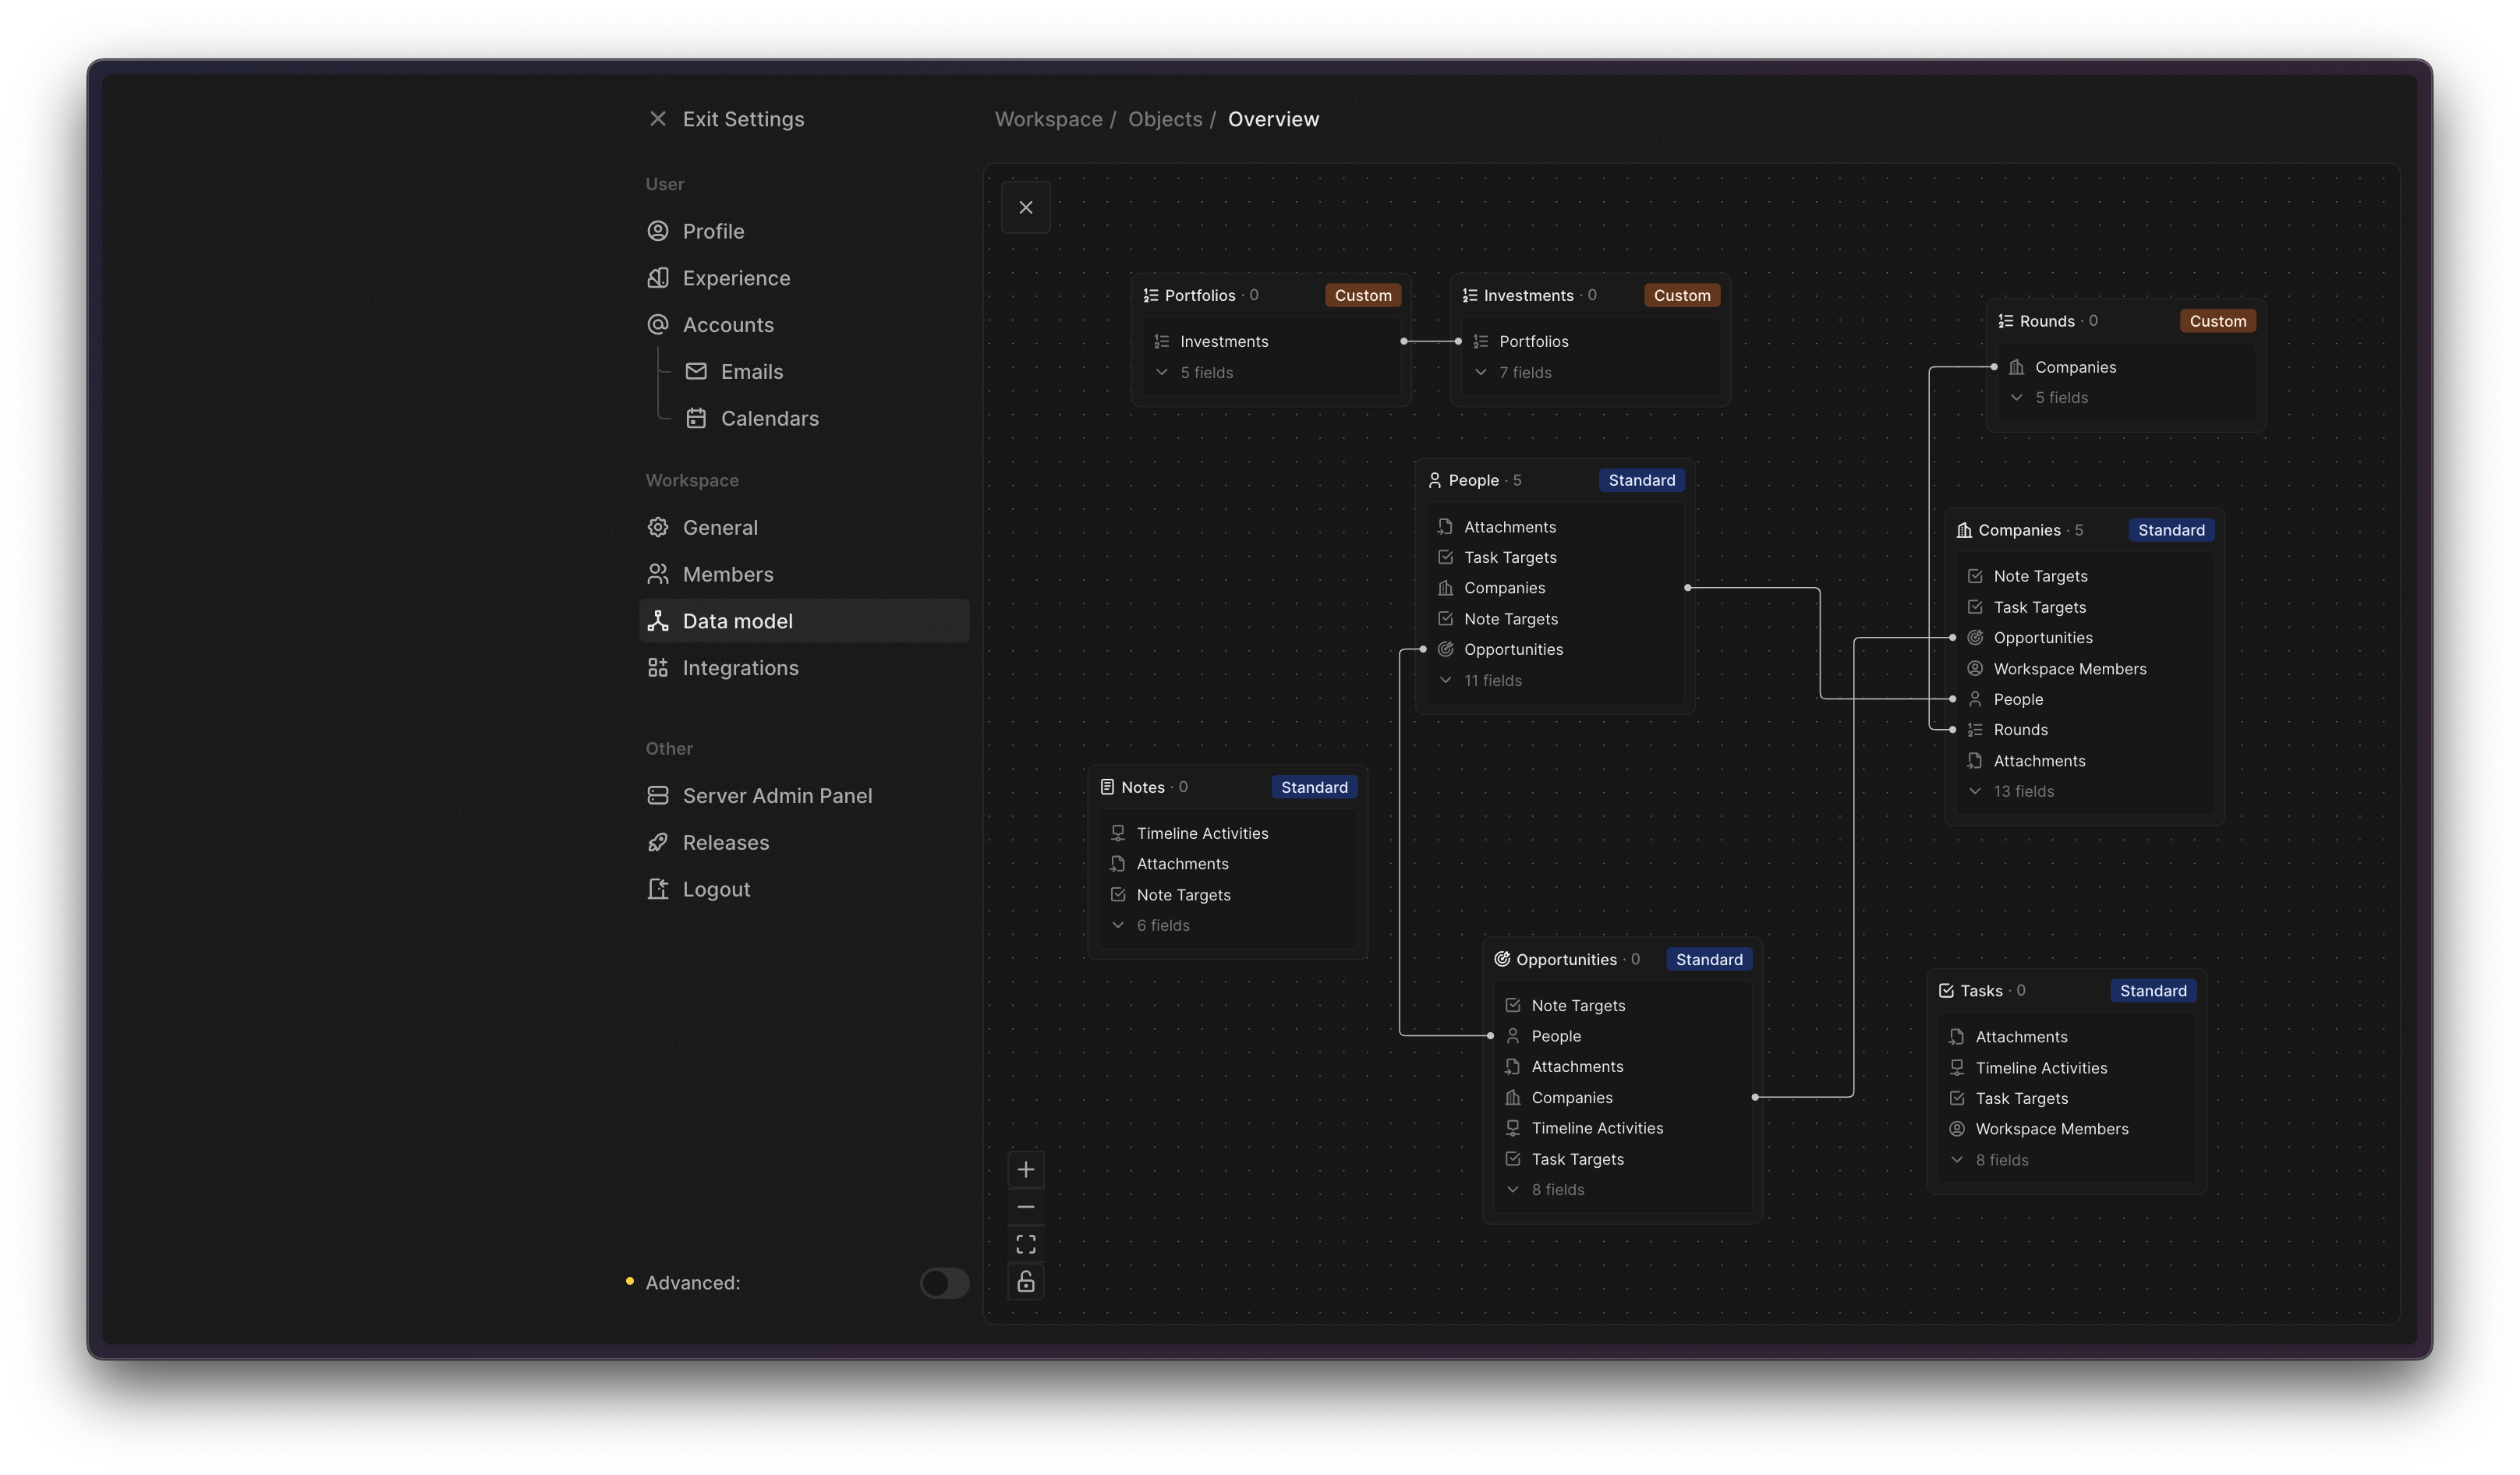 Exit Settings
User
Profile
Experience
Accounts
Emails
Calendars
Workspace
General
Members
Data model
Integrations
Other
Server Admin Panel
Releases
Logout
Advanced:
Workspace / Objects / Overview
Portfolios · 0 Custom
Investments
5 fields
Investments · 0 Custom
Portfolios
7 fields
Rounds · 0 Custom
Companies
5 fields
People · 5 Standard
Attachments
Task Targets
Companies
Note Targets
Opportunities
11 fields
Companies · 5 Standard
Note Targets
Task Targets
Opportunities
Workspace Members
People
Rounds
Attachments
13 fields
Notes · 0 Standard
Timeline Activities
Attachments
Note Targets
6 fields
Opportunities · 0 Standard
Note Targets
People
Attachments
Companies
Timeline Activities
Task Targets
8 fields
Tasks · 0 Standard
Attachments
Timeline Activities
Task Targets
Workspace Members
8 fields